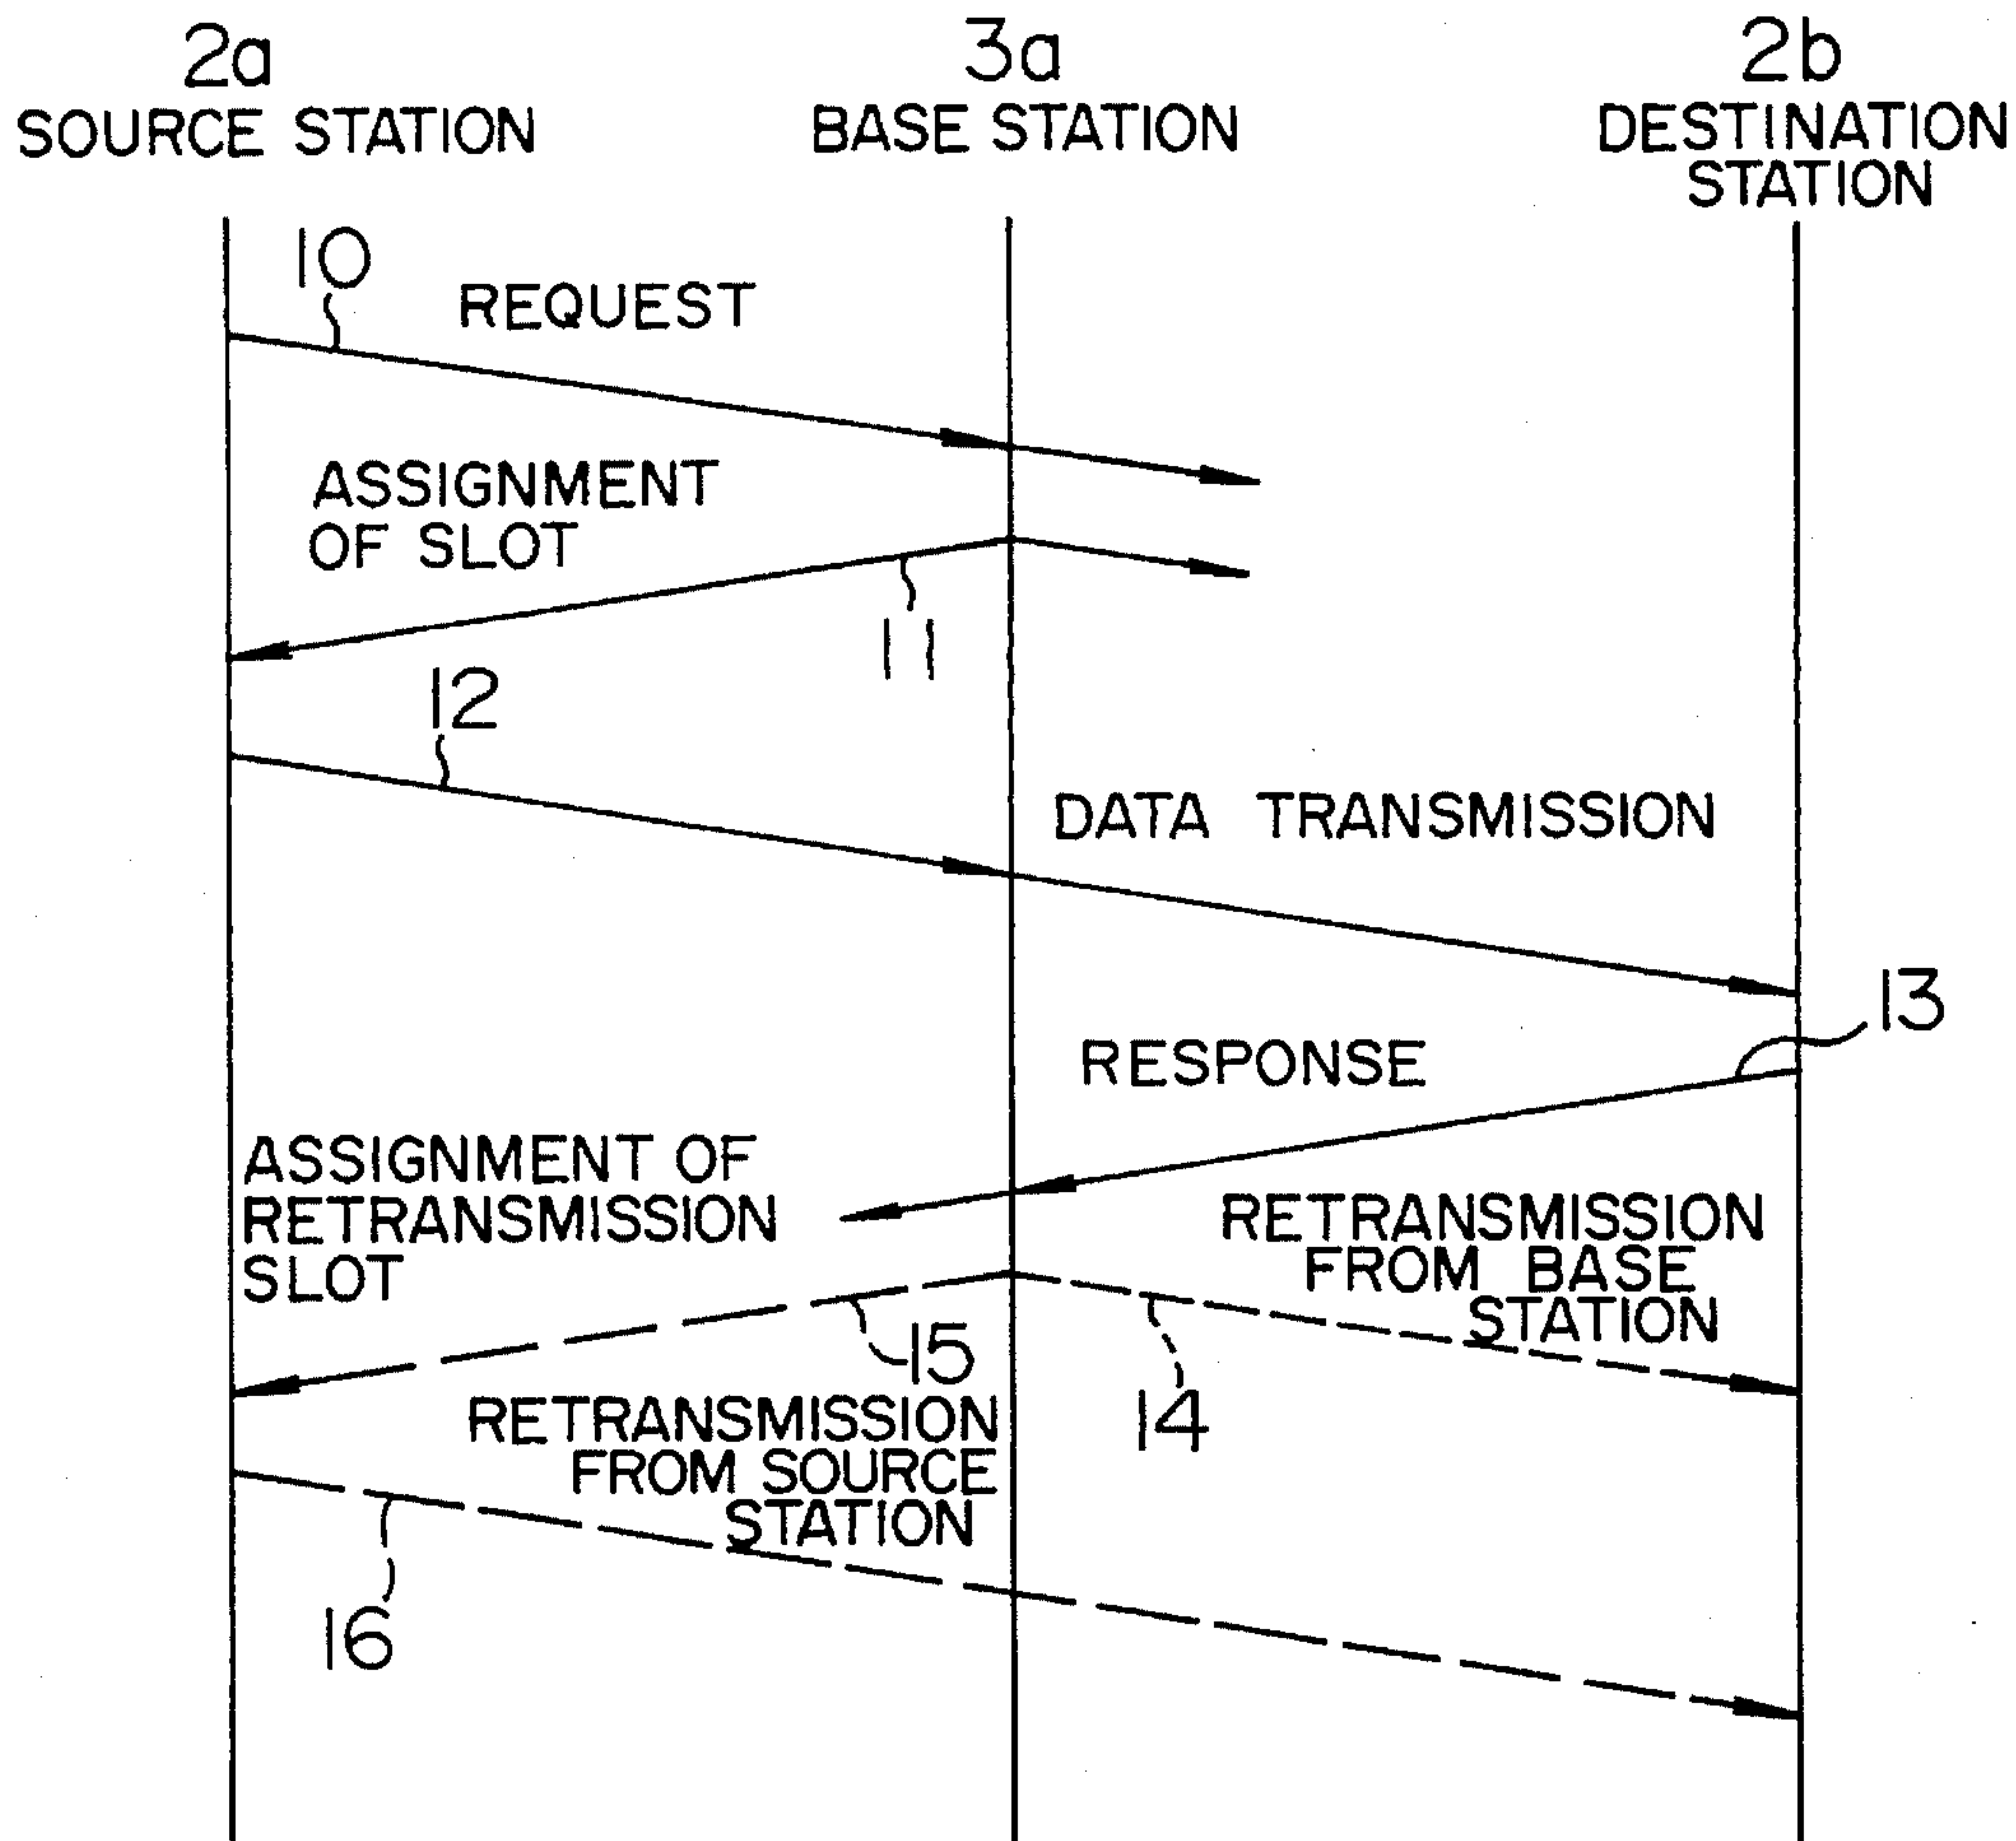 2a
SOURCE STATION
3a
BASE STATION
2b
DESTINATION
STATION
10
REQUEST
ASSIGNMENT
OF SLOT
11
12
DATA TRANSMISSION
13
RESPONSE
ASSIGNMENT OF
RETRANSMISSION
SLOT
RETRANSMISSION
FROM BASE
STATION
15
14
RETRANSMISSION
FROM SOURCE
STATION
16